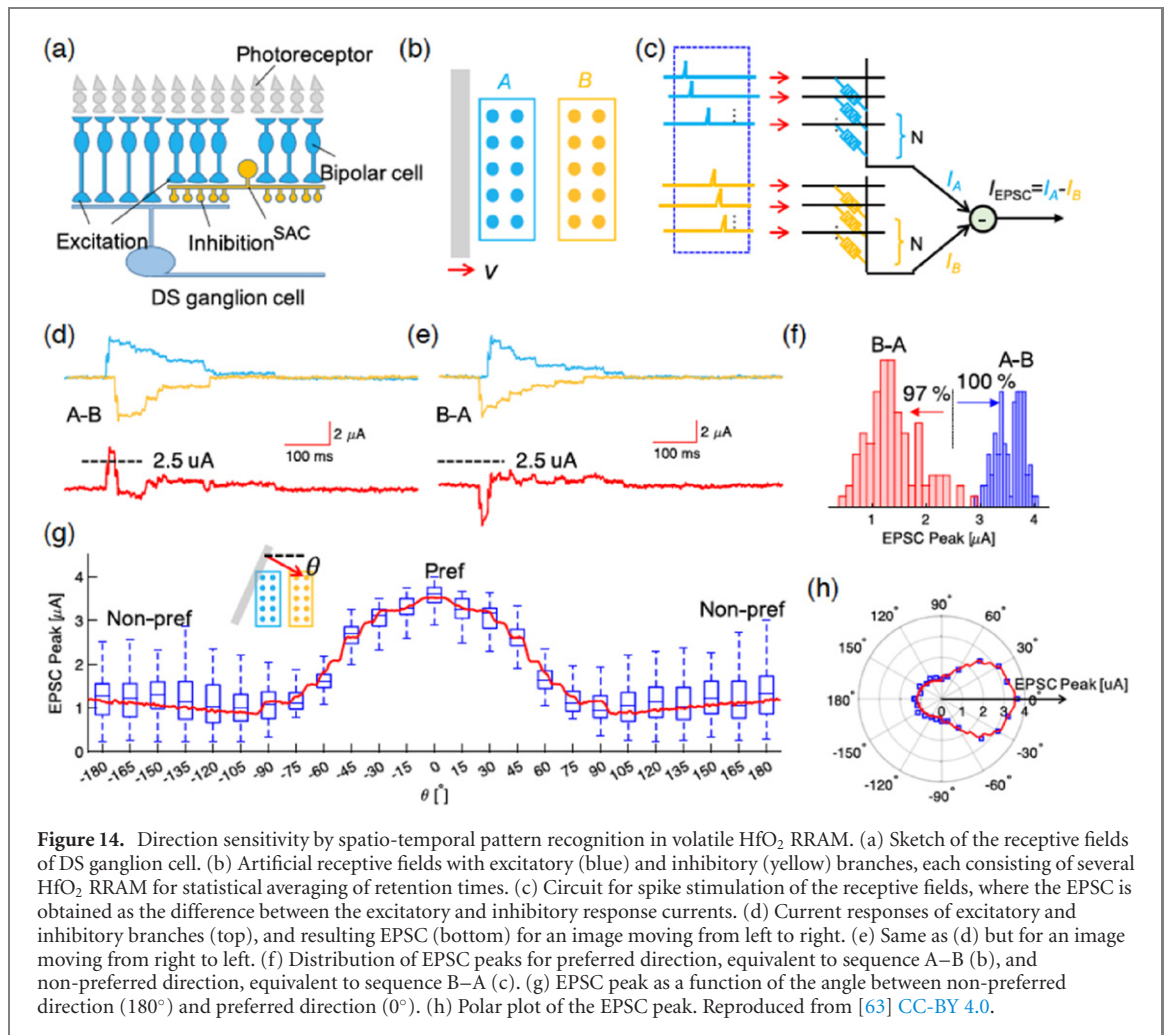 (a)
Photoreceptor
Bipolar cell
Excitation
Inhibition
SAC
DS ganglion cell
(b)
A
B
V
(c)
N
I_A
I_EPSC=I_A-I_B
-
N
I_B
(d)
A-B
2 μA
100 ms
2.5 uA
(e)
B-A
2 μA
100 ms
2.5 uA
(f)
B-A
A-B
97 %
100 %
1 2 3 4
EPSC Peak [μA]
(g)
θ
Pref
Non-pref
Non-pref
EPSC Peak [μA]
4
3
2
1
0
-180 -165 -150 -135 -120 -105 -90 -75 -60 -45 -30 -15 0 15 30 45 60 75 90 105 120 135 150 165 180
θ [°]
(h)
90°
120°
60°
150°
30°
EPSC Peak [uA]
180°
0 1 2 3 4
0°
-150°
-30°
-120°
-60°
-90°
Figure 14. Direction sensitivity by spatio-temporal pattern recognition in volatile HfO₂ RRAM. (a) Sketch of the receptive fields
of DS ganglion cell. (b) Artificial receptive fields with excitatory (blue) and inhibitory (yellow) branches, each consisting of several
HfO₂ RRAM for statistical averaging of retention times. (c) Circuit for spike stimulation of the receptive fields, where the EPSC is
obtained as the difference between the excitatory and inhibitory response currents. (d) Current responses of excitatory and
inhibitory branches (top), and resulting EPSC (bottom) for an image moving from left to right. (e) Same as (d) but for an image
moving from right to left. (f) Distribution of EPSC peaks for preferred direction, equivalent to sequence A–B (b), and
non-preferred direction, equivalent to sequence B–A (c). (g) EPSC peak as a function of the angle between non-preferred
direction (180°) and preferred direction (0°). (h) Polar plot of the EPSC peak. Reproduced from [63] CC-BY 4.0.